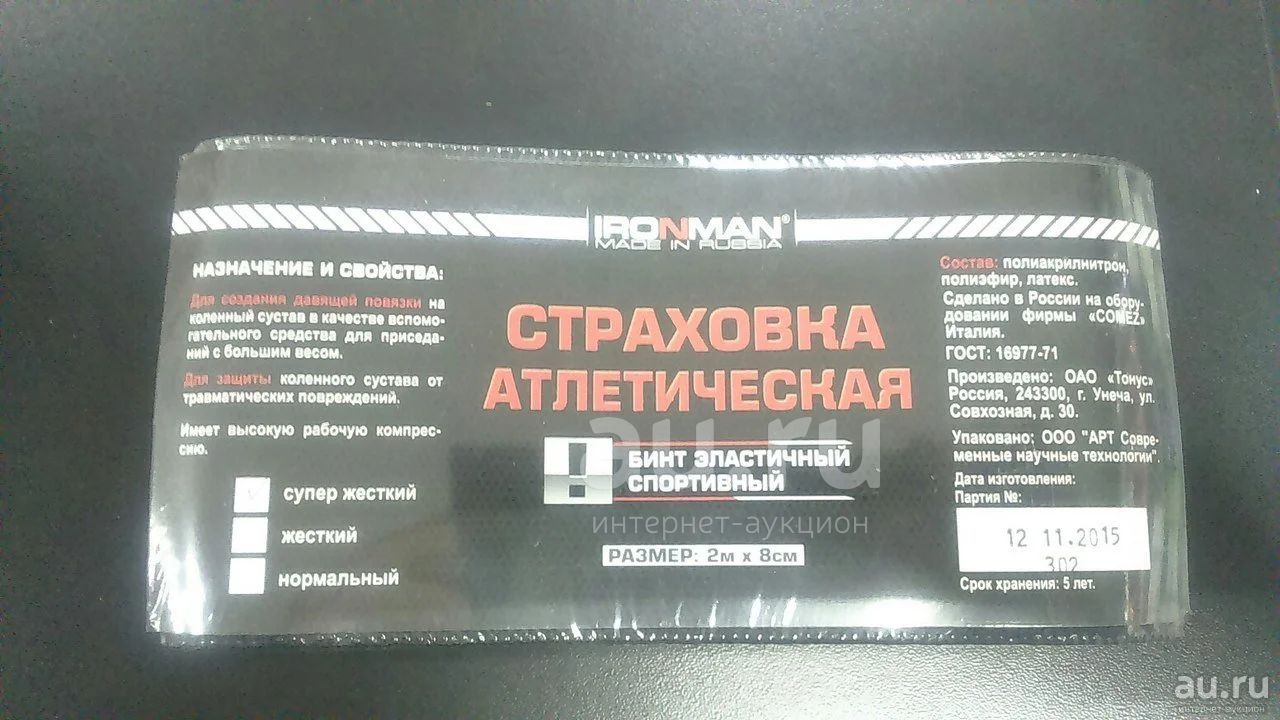 IRONMAN®
MADE IN RUSSIA
НАЗНАЧЕНИЕ И СВОЙСТВА:
Для создания давящей повязки на
коленный сустав в качестве вспомо-
гательного средства для приседа-
ний с большим весом.
Для защиты коленного сустава от
травматических повреждений.
Имеет высокую рабочую компрес-
сию.
супер жесткий
жесткий
нормальный
СТРАХОВКА
АТЛЕТИЧЕСКАЯ
БИНТ ЭЛАСТИЧНЫЙ
СПОРТИВНЫЙ
РАЗМЕР: 2м х 8см
Состав: полиакрилнитрон,
полиэфир, латекс.
Сделано в России на обору-
довании фирмы «COMEZ»
Италия.
ГОСТ: 16977-71
Произведено: ОАО «Тонус»
Россия, 243300, г. Унеча, ул.
Совхозная, д. 30.
Упаковано: ООО "АРТ Совре-
менные научные технологии".
Дата изготовления:
Партия №:
12 11.2015
302
Срок хранения: 5 лет.
au.ru
интернет-аукцион
au.ru
интернет-аукцион